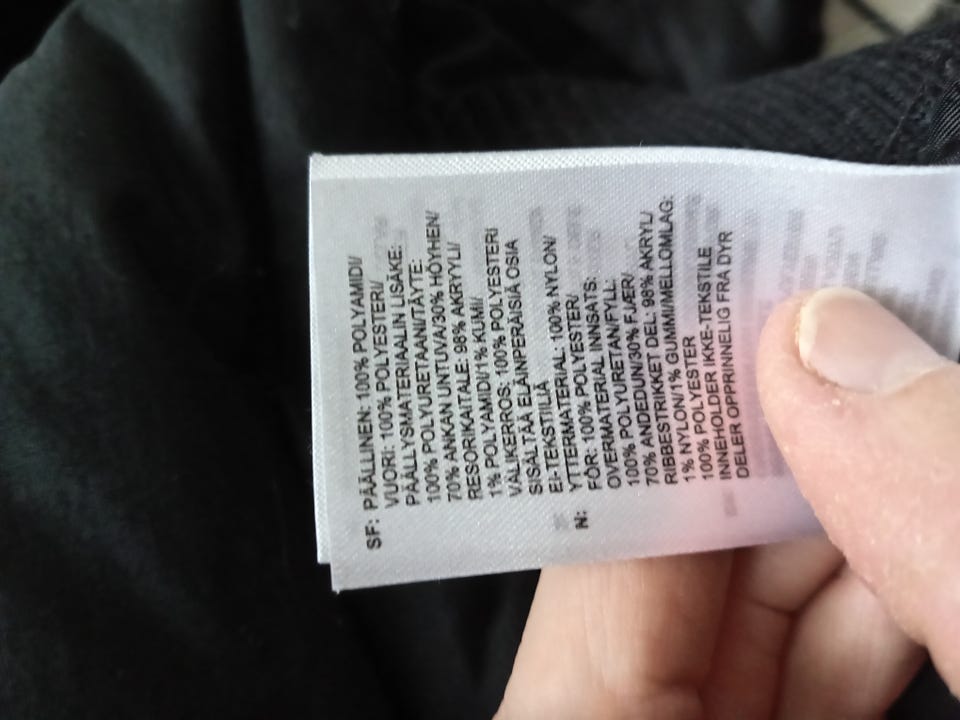 SF: PÄÄLLINEN: 100% POLYAMIDI/
VUORI: 100% POLYESTERI/
PÄÄLLYSMATERIAALIN LISÄKE:
100% POLYURETAANI/TÄYTE:
70% ANKAN UNTUVA/30% HÖYHEN/
RESORIKAITALE: 98% AKRYYLI/
1% POLYAMIDI/1% KUMI/
VÄLIKERROS: 100% POLYESTERI
SISÄLTÄÄ ELÄINPERÄISIÄ OSIA
EI-TEKSTILLÄ
N: YTTERMATERIAL: 100% NYLON/
FÔR: 100% POLYESTER/
OVERMATERIAL INNSATS:
100% POLYURETAN/FYLL:
70% ANDEDUN/30% FJÆR/
RIBBESTRIKKET DEL: 98% AKRYL/
1% NYLON/1% GUMMI/MELLOMLAG:
100% POLYESTER
INNEHOLDER IKKE-TEKSTILE
DELER OPPRINNELIG FRA DYR